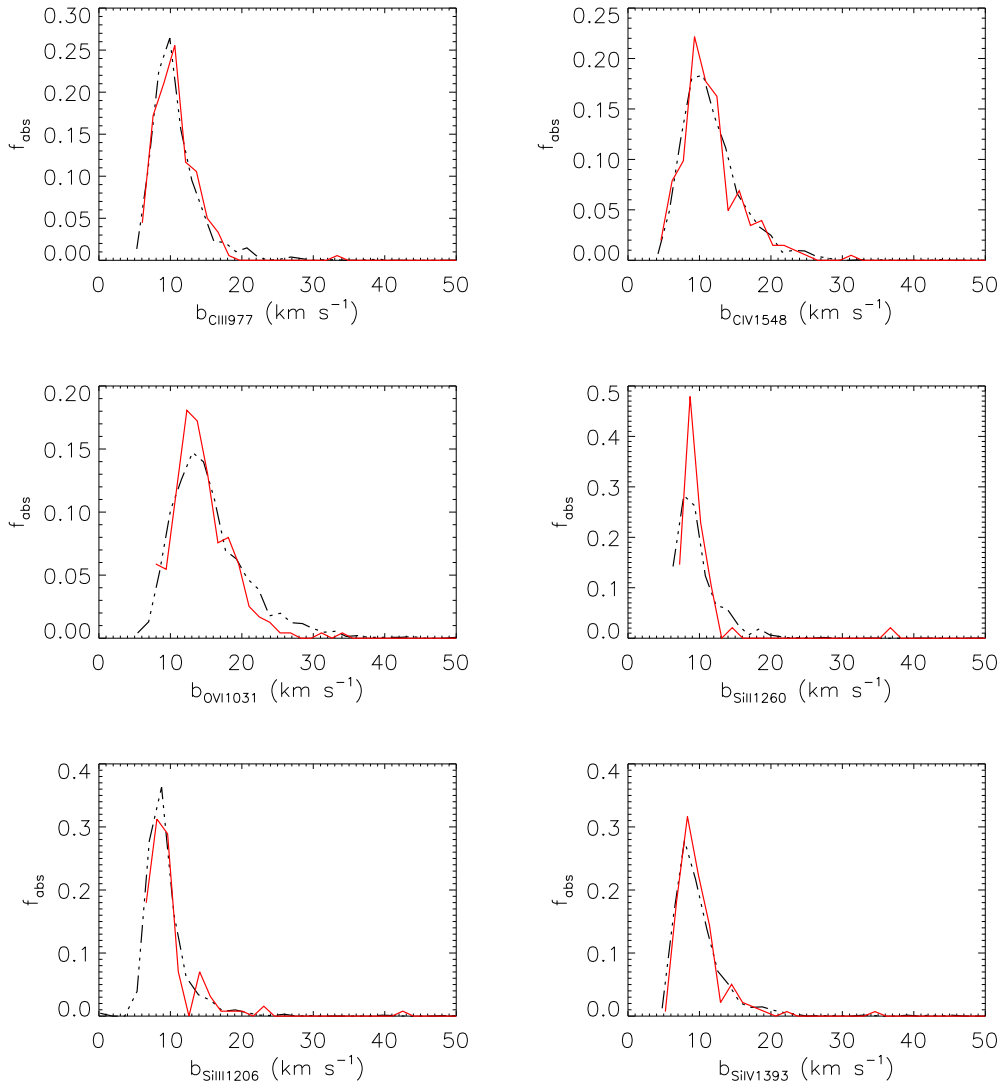 0.30
0.25
0.20
0.15
0.10
0.05
0.00
f_abs
0 10 20 30 40 50
b_CIII977 (km s⁻¹)
0.25
0.20
0.15
0.10
0.05
0.00
f_abs
0 10 20 30 40 50
b_CIV1548 (km s⁻¹)
0.20
0.15
0.10
0.05
0.00
f_abs
0 10 20 30 40 50
b_OVI1031 (km s⁻¹)
0.5
0.4
0.3
0.2
0.1
0.0
f_abs
0 10 20 30 40 50
b_SiII1260 (km s⁻¹)
0.4
0.3
0.2
0.1
0.0
f_abs
0 10 20 30 40 50
b_SiIII1206 (km s⁻¹)
0.4
0.3
0.2
0.1
0.0
f_abs
0 10 20 30 40 50
b_SiIV1393 (km s⁻¹)